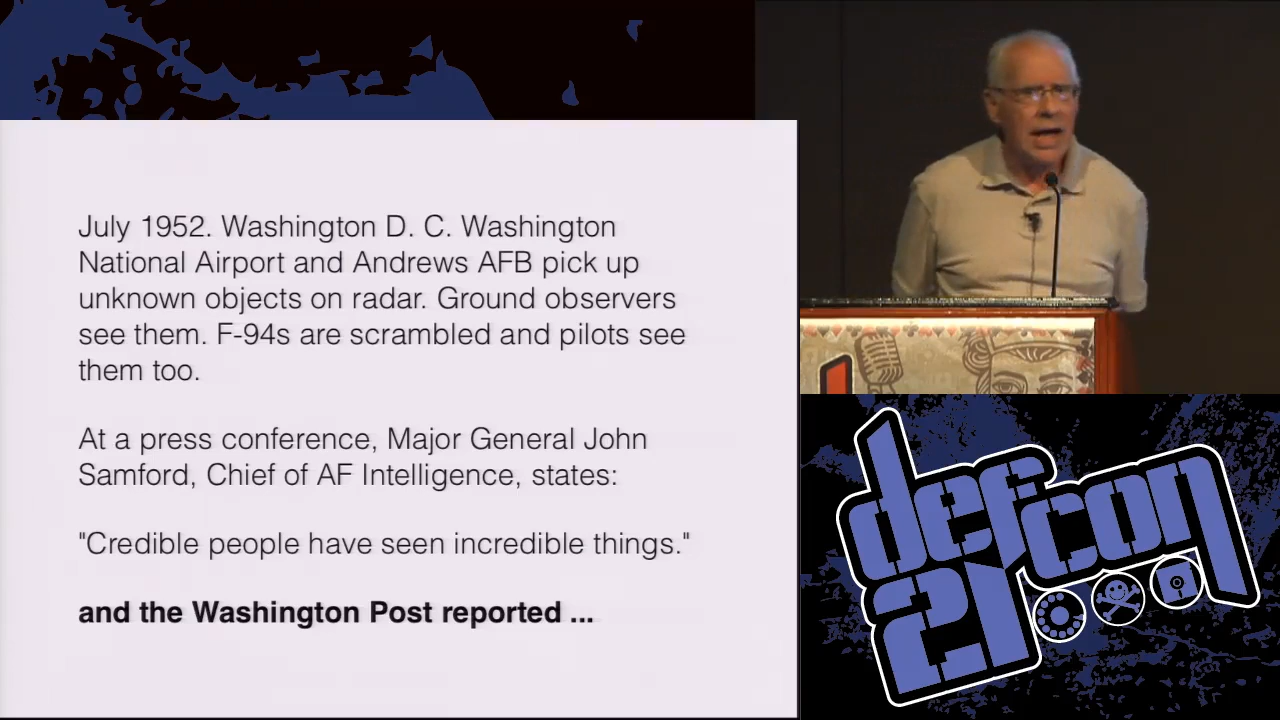 July 1952. Washington D. C. Washington
National Airport and Andrews AFB pick up
unknown objects on radar. Ground observers
see them. F-94s are scrambled and pilots see
them too.
At a press conference, Major General John
Samford, Chief of AF Intelligence, states:
"Credible people have seen incredible things."
and the Washington Post reported ...
defcon
21